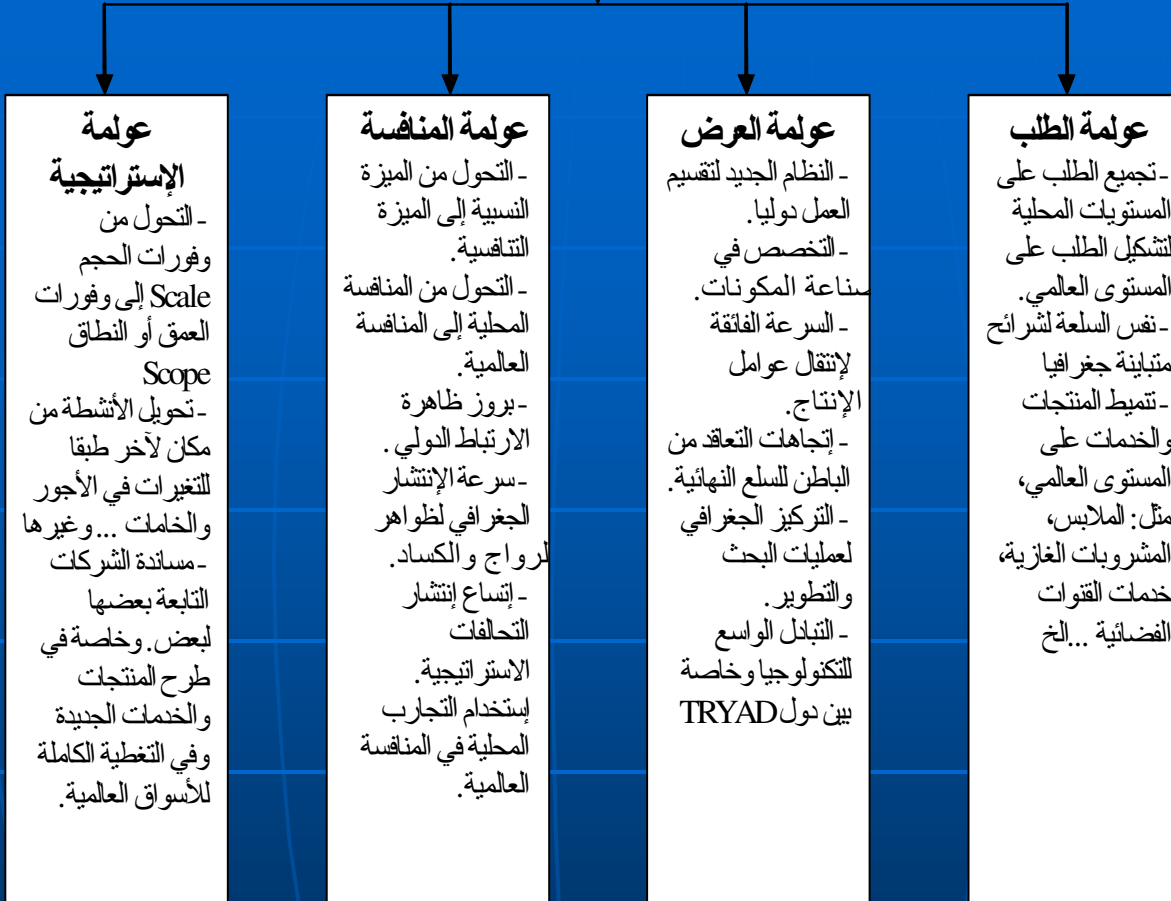 عولمة الطلب
- تجميع الطلب على
المستويات المحلية
لتشكيل الطلب على
المستوى العالمي.
- نفس السلعة لشرائح
متباينة جغرافيا
- تتميط المنتجات
والخدمات على
المستوى العالمي،
مثل: الملابس،
المشروبات الغازية،
خدمات القنوات
الفضائية ...الخ
عولمة العرض
- النظام الجديد لتقسيم
العمل دوليا.
- التخصص في
صناعة المكونات.
- السرعة الفائقة
لإنتقال عوامل
الإنتاج.
- إتجاهات التعاقد من
الباطن للسلع النهائية.
- التركيز الجغرافي
لعمليات البحث
والتطوير.
- التبادل الواسع
للتكنولوجيا وخاصة
بين دول TRYAD
عولمة المنافسة
- التحول من الميزة
النسبية إلى الميزة
التنافسية.
- التحول من المنافسة
المحلية إلى المنافسة
العالمية.
- بروز ظاهرة
الارتباط الدولي.
- سرعة الإنتشار
الجغرافي لظواهر
الرواج والكساد.
- إتساع إنتشار
التحالفات
الاستراتيجية.
إستخدام التجارب
المحلية في المنافسة
العالمية.
عولمة
الإستراتيجية
- التحول من
وفورات الحجم
Scale إلى وفورات
العمق أو النطاق
Scope
- تحويل الأنشطة من
مكان لآخر طبقا
للتغيرات في الأجور
والخامات ...وغيرها
- مساندة الشركات
التابعة بعضها
لبعض. وخاصة في
طرح المنتجات
والخدمات الجديدة
وفي التغطية الكاملة
للأسواق العالمية.